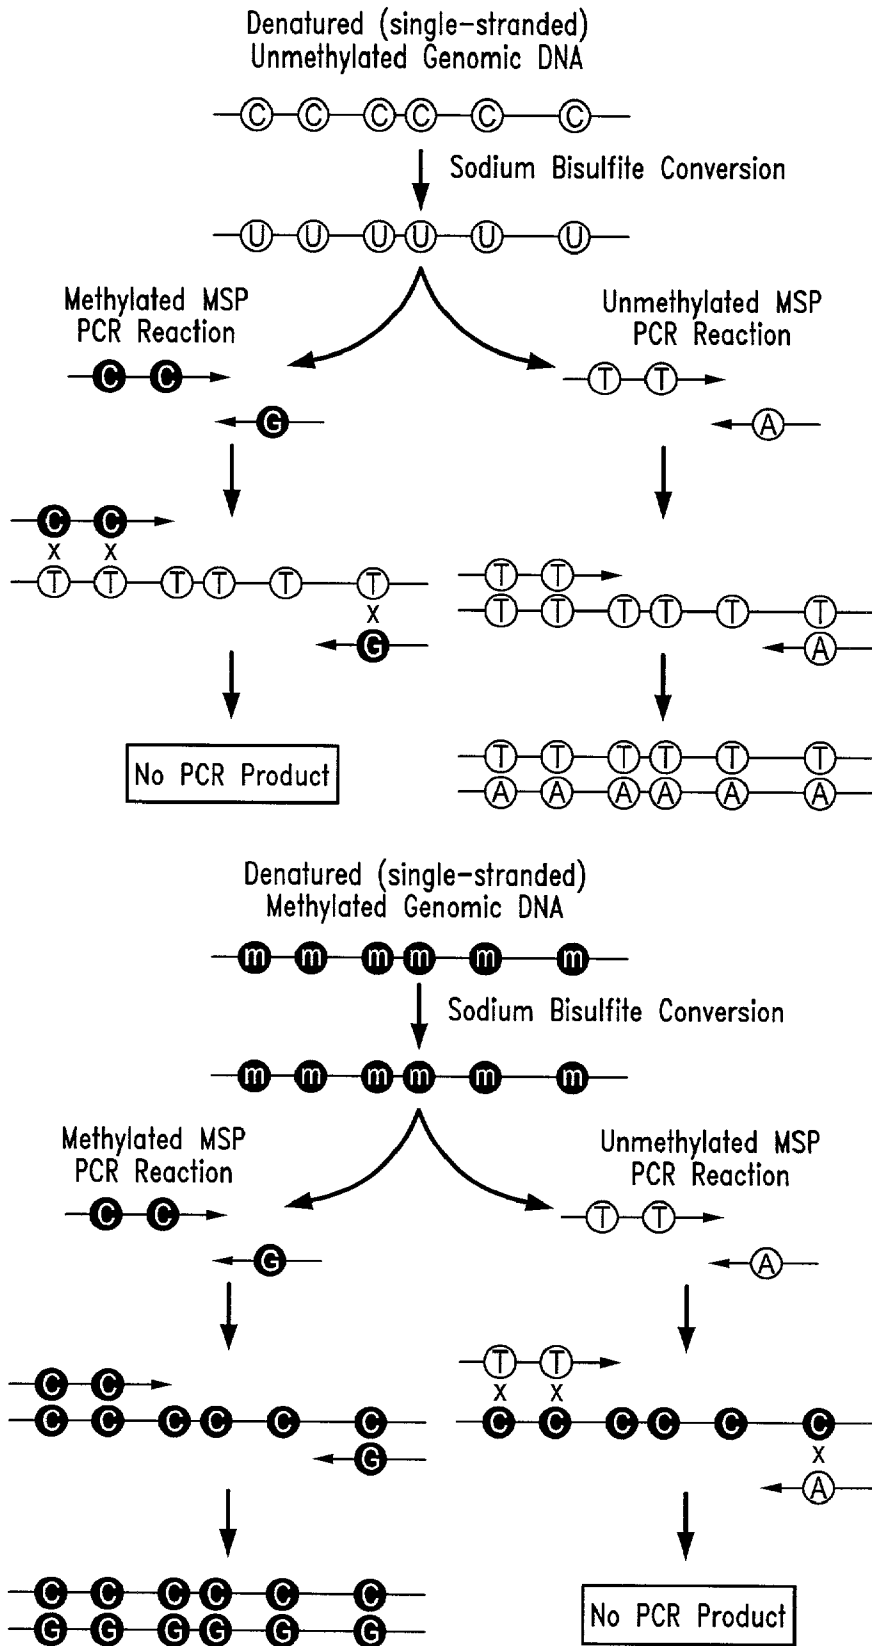 Denatured (single-stranded)
Unmethylated Genomic DNA
C C C C C C
Sodium Bisulfite Conversion
U U U U U U
Methylated MSP
PCR Reaction
C C
G
Unmethylated MSP
PCR Reaction
T T
A
C C
x x
T T T T T T
x
G
No PCR Product
T T
T T T T T T
A
T T T T T T
A A A A A A
Denatured (single-stranded)
Methylated Genomic DNA
m m m m m m
Sodium Bisulfite Conversion
m m m m m m
Methylated MSP
PCR Reaction
C C
G
Unmethylated MSP
PCR Reaction
T T
A
C C
C C C C C C
G
C C C C C C
G G G G G G
T T
x x
C C C C C C
x
A
No PCR Product